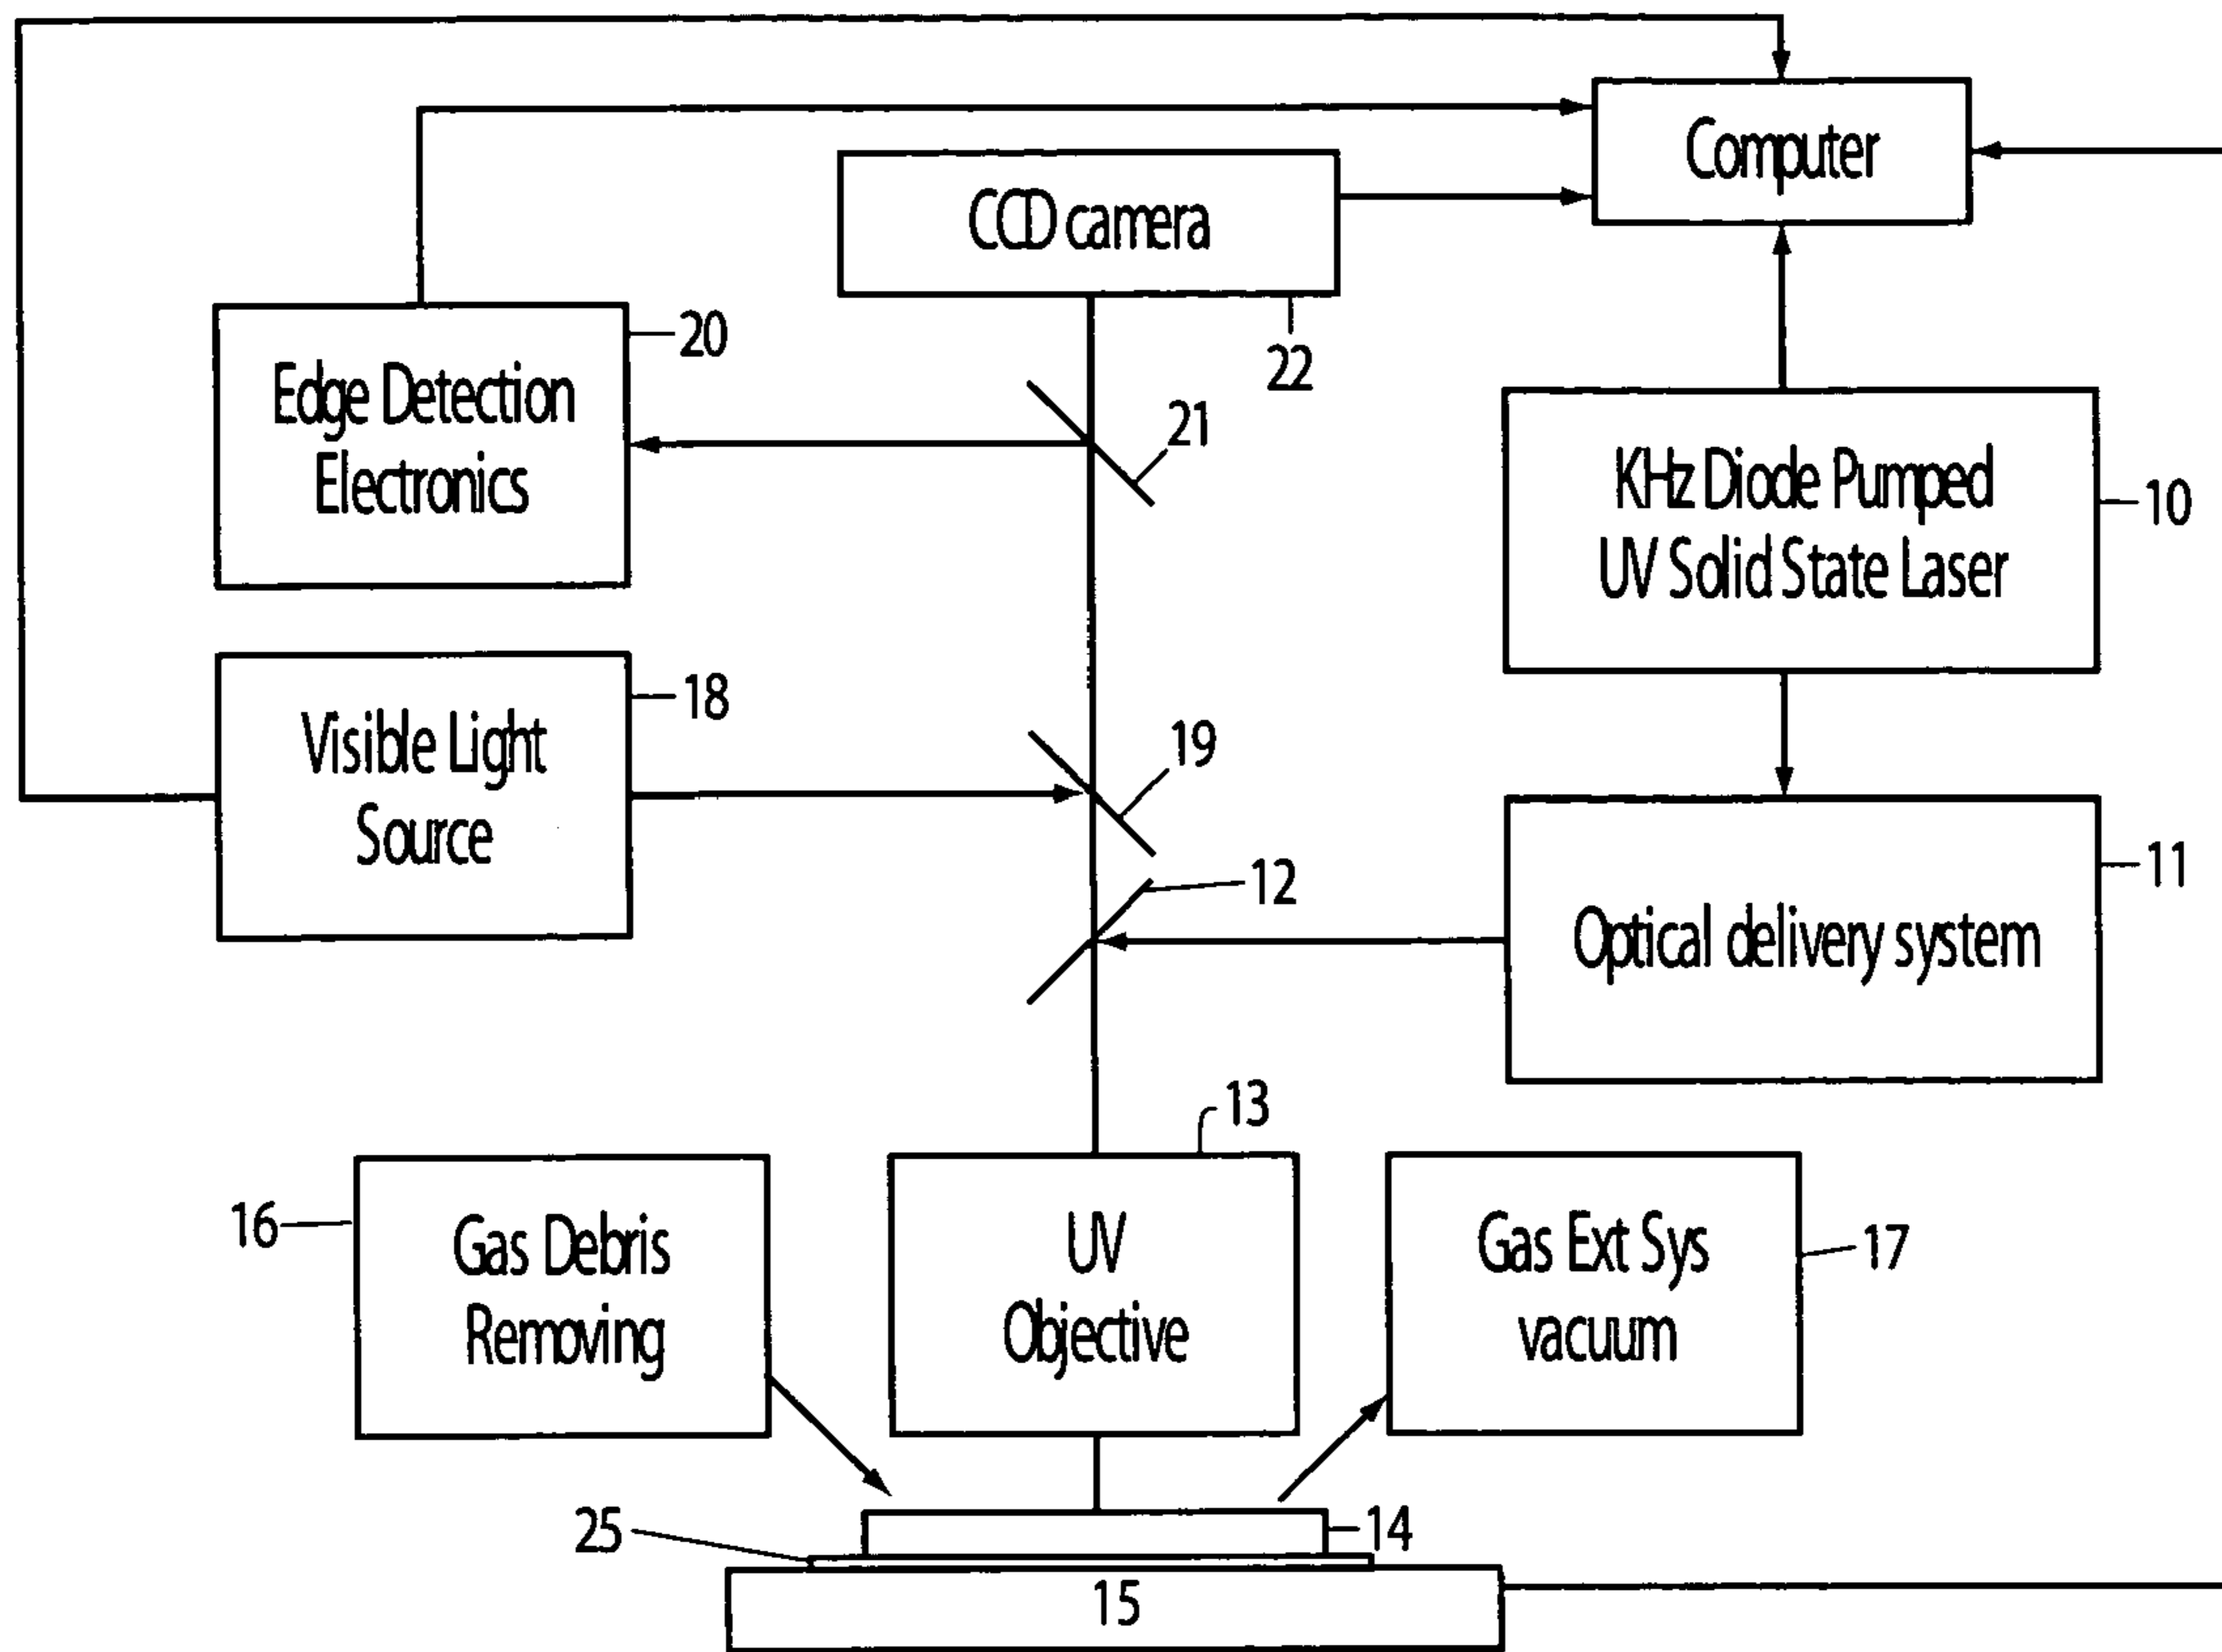 Computer
CCD camera
22
20
Edge Detection
Electronics
21
KHz Diode Pumped
UV Solid State Laser
10
18
Visible Light
Source
19
12
11
Optical delivery system
13
16
Gas Debris
Removing
UV
Objective
Gas Ext Sys
vacuum
17
25
14
15